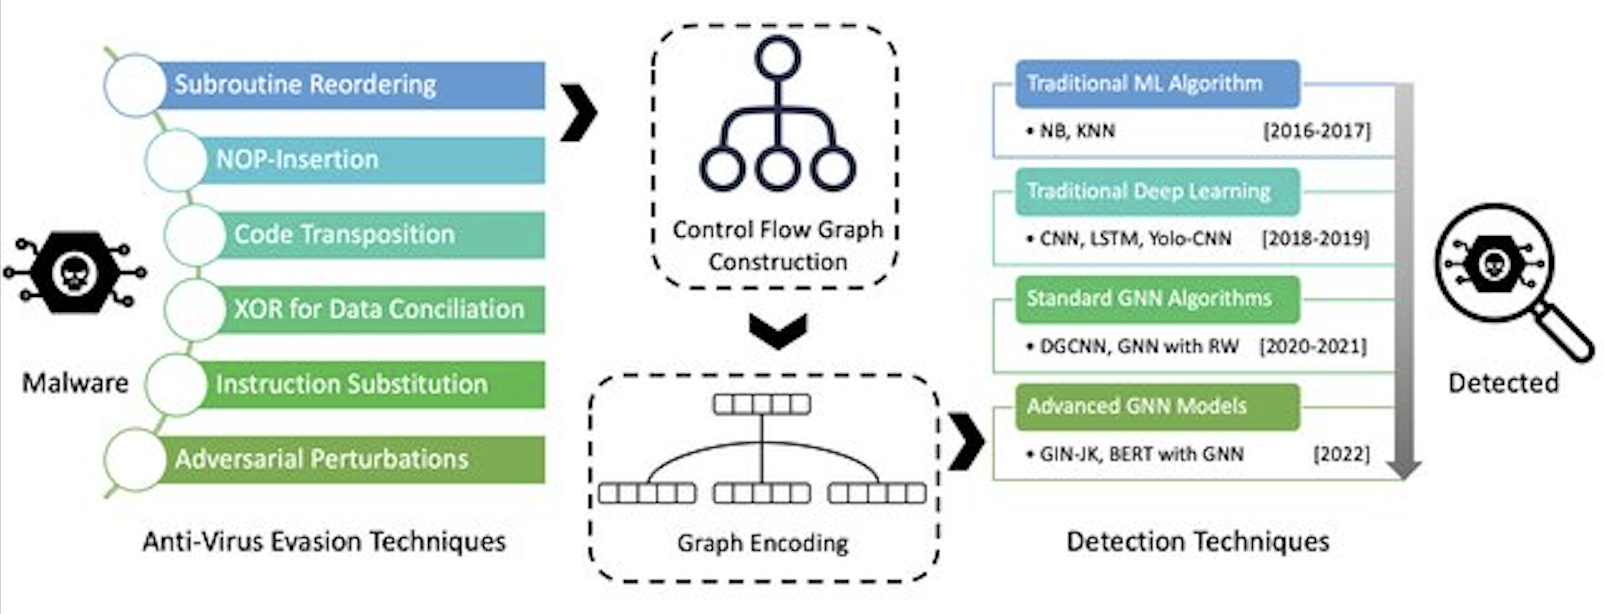 Malware
Subroutine Reordering
NOP-Insertion
Code Transposition
XOR for Data Conciliation
Instruction Substitution
Adversarial Perturbations
Anti-Virus Evasion Techniques
Control Flow Graph
Construction
Graph Encoding
Traditional ML Algorithm
• NB, KNN [2016-2017]
Traditional Deep Learning
• CNN, LSTM, Yolo-CNN [2018-2019]
Standard GNN Algorithms
• DGCNN, GNN with RW [2020-2021]
Advanced GNN Models
• GIN-JK, BERT with GNN [2022]
Detection Techniques
Detected